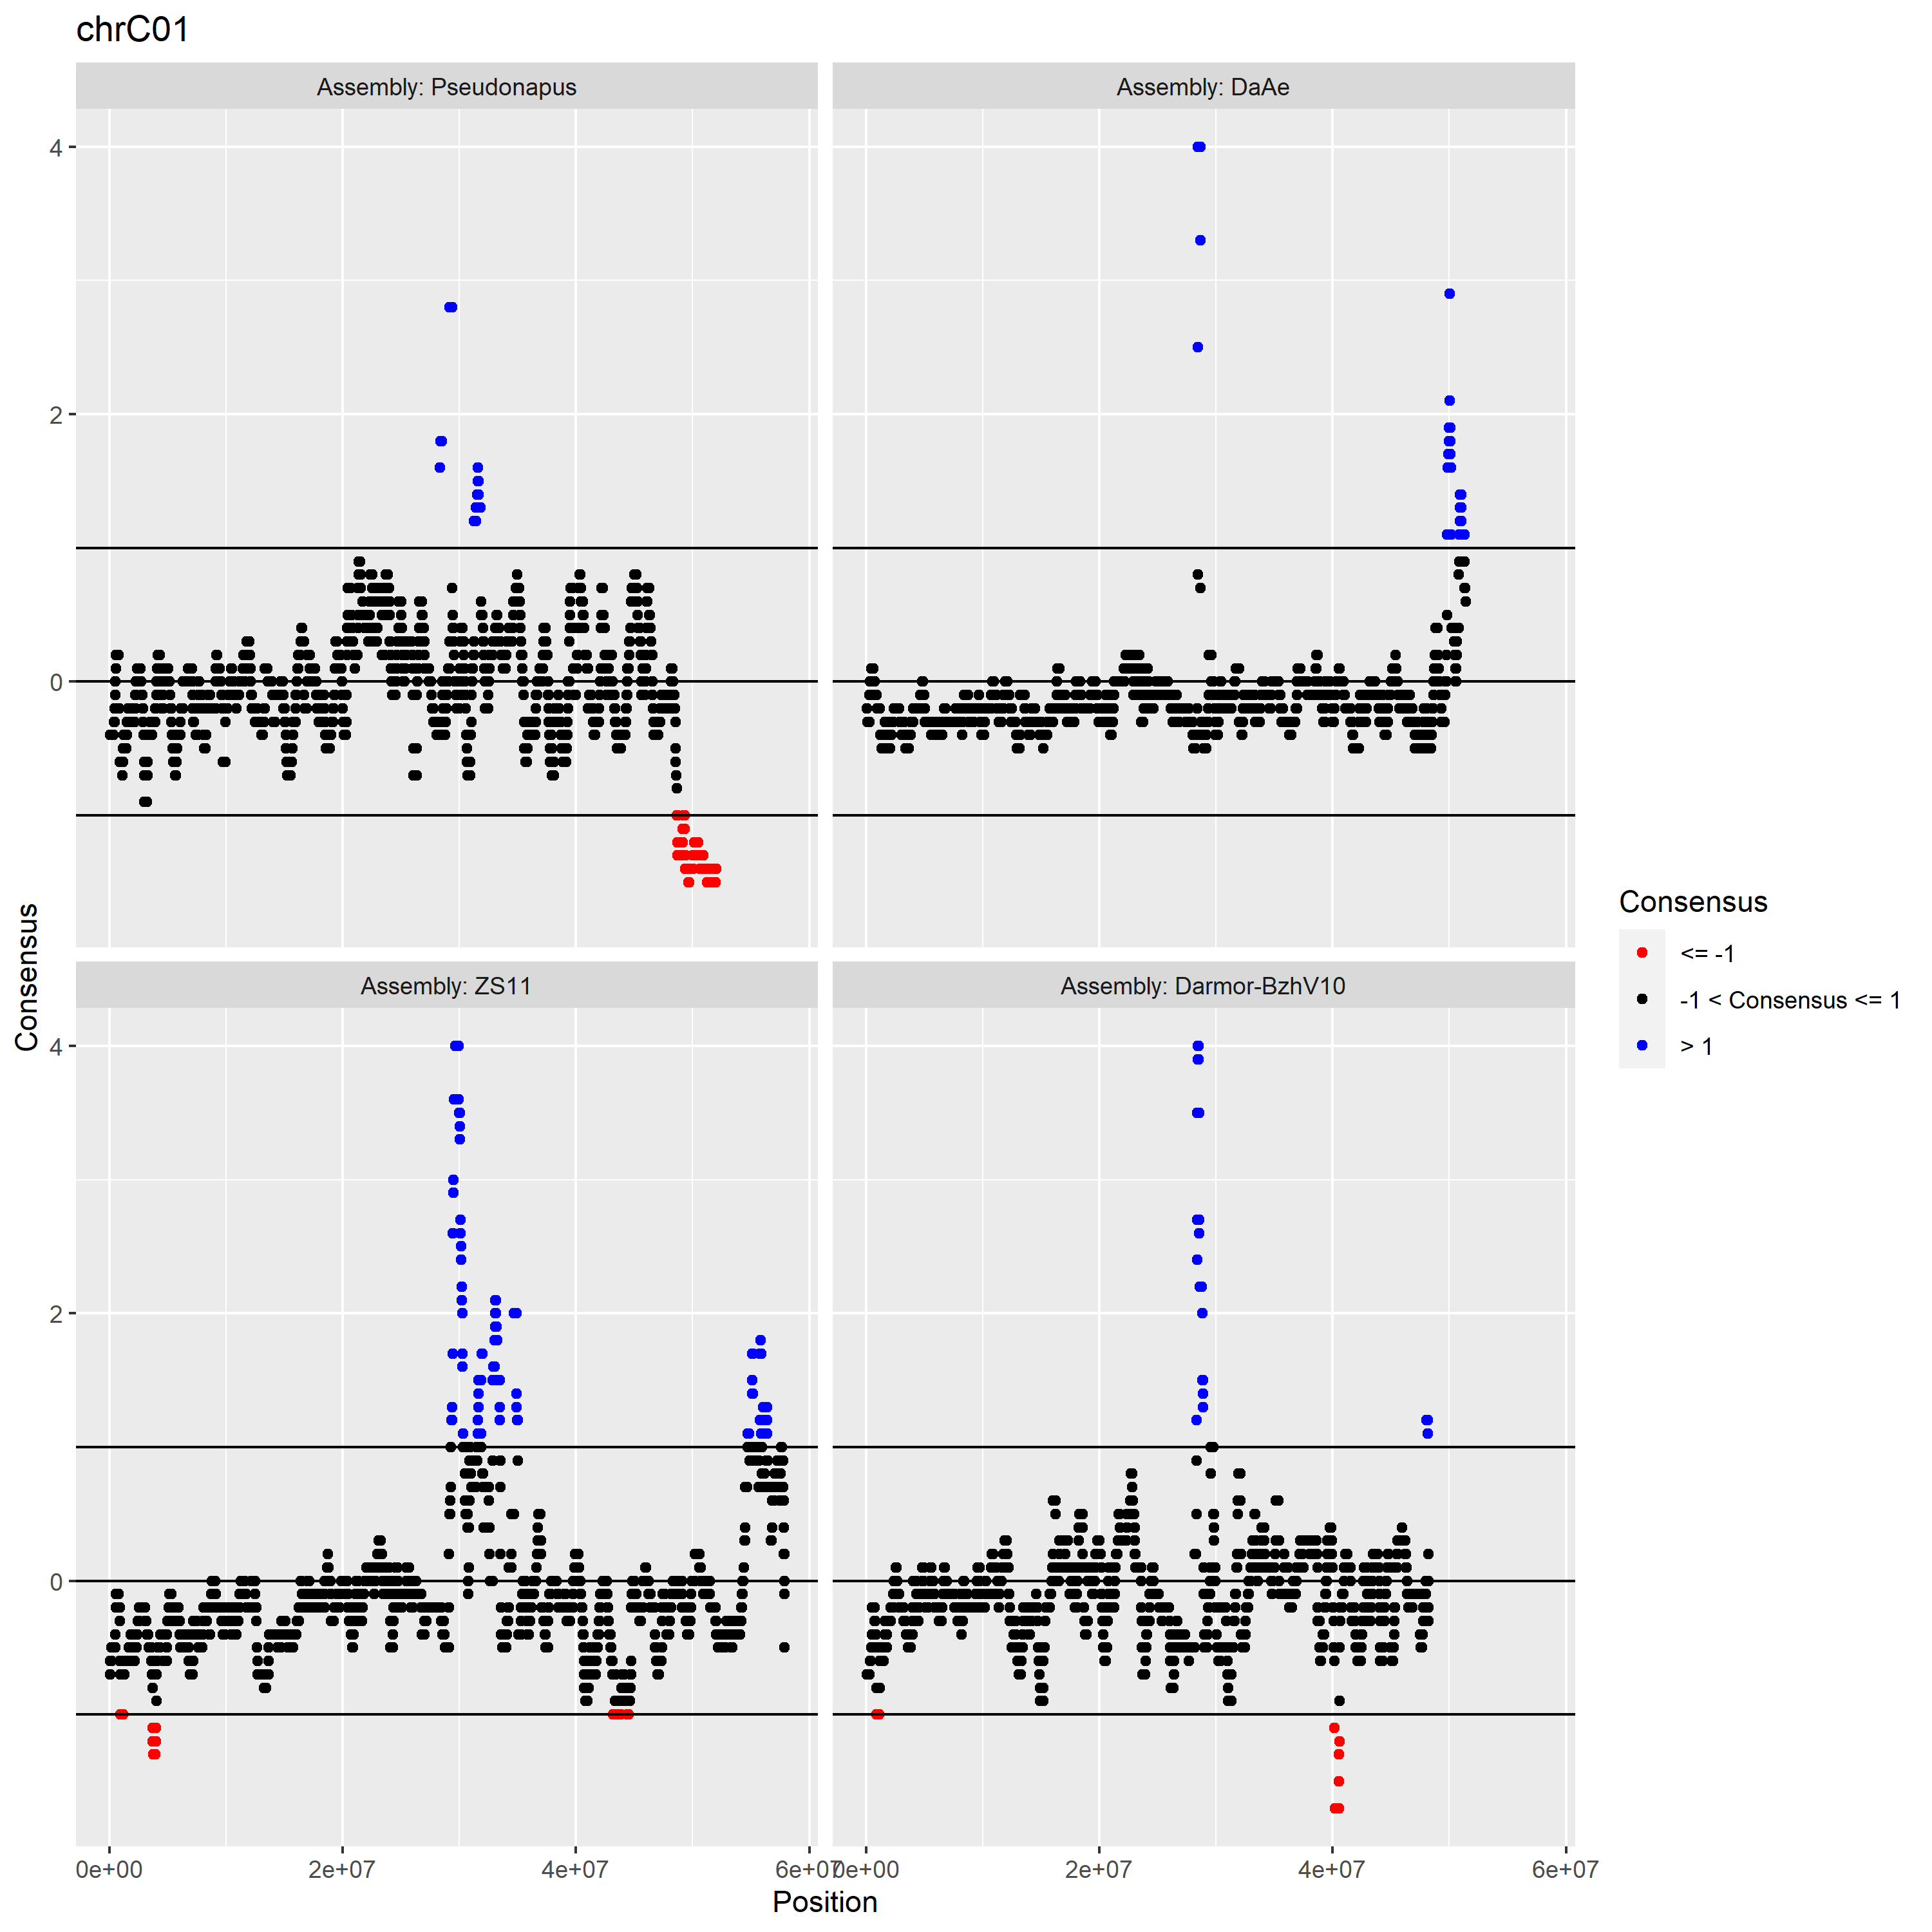 chrC01
Assembly: Pseudonapus
Assembly: DaAe
4
2
0
Assembly: ZS11
Assembly: Darmor-BzhV10
4
2
0
0e+00
2e+07
4e+07
6e+07
0e+00
2e+07
4e+07
6e+07
Position
Consensus
Consensus
<= -1
-1 < Consensus <= 1
> 1